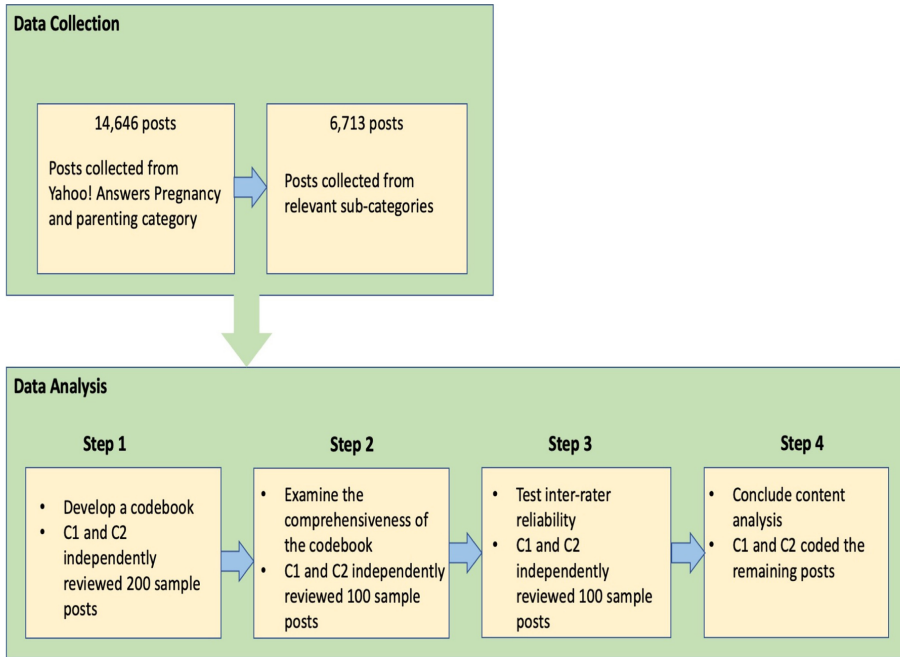 Data Collection
14,646 posts
Posts collected from
Yahoo! Answers Pregnancy
and parenting category
6,713 posts
Posts collected from
relevant sub-categories
Data Analysis
Step 1
• Develop a codebook
• C1 and C2
independently
reviewed 200 sample
posts
Step 2
• Examine the
comprehensiveness of
the codebook
• C1 and C2 independently
reviewed 100 sample
posts
Step 3
• Test inter-rater
reliability
• C1 and C2
independently
reviewed 100 sample
posts
Step 4
• Conclude content
analysis
• C1 and C2 coded the
remaining posts